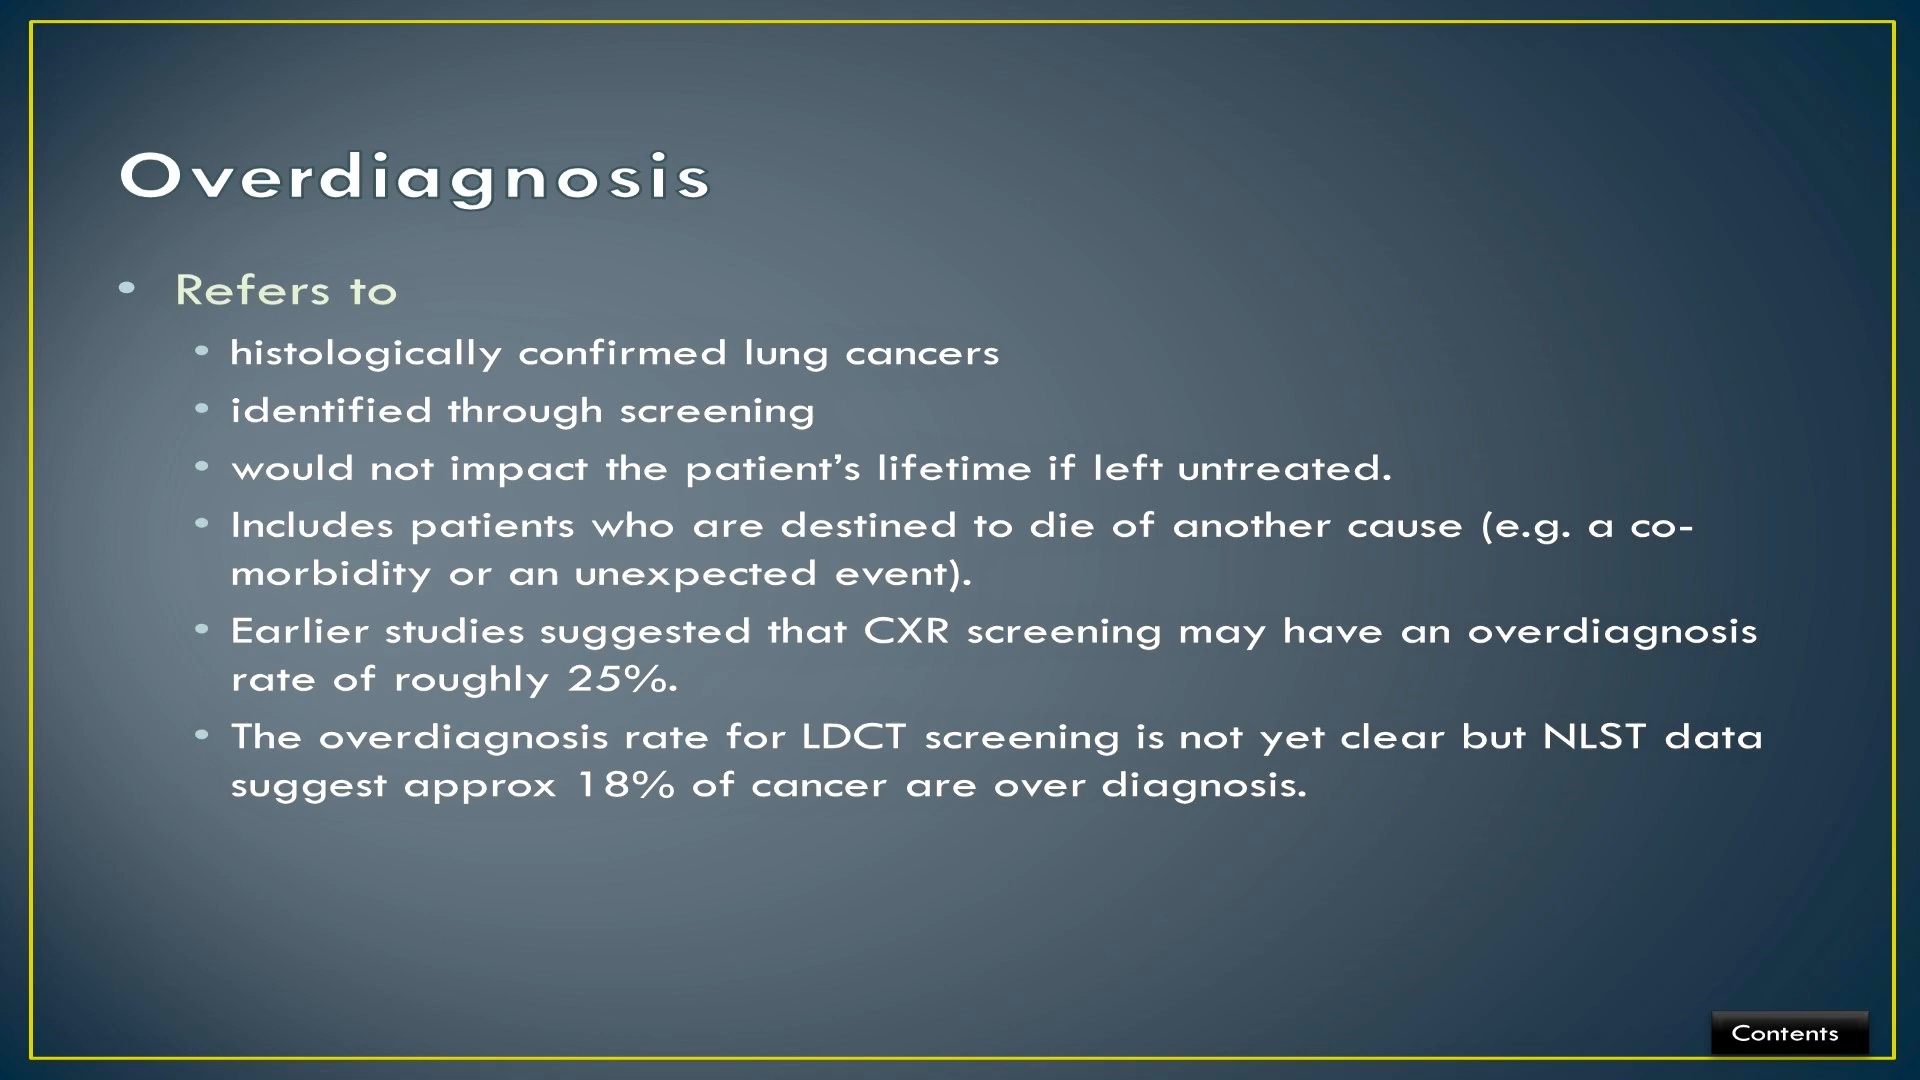 Overdiagnosis
• Refers to
• histologically confirmed lung cancers
• identified through screening
• would not impact the patient’s lifetime if left untreated.
• Includes patients who are destined to die of another cause (e.g. a co-
morbidity or an unexpected event).
• Earlier studies suggested that CXR screening may have an overdiagnosis
rate of roughly 25%.
• The overdiagnosis rate for LDCT screening is not yet clear but NLST data
suggest approx 18% of cancer are over diagnosis.
Contents